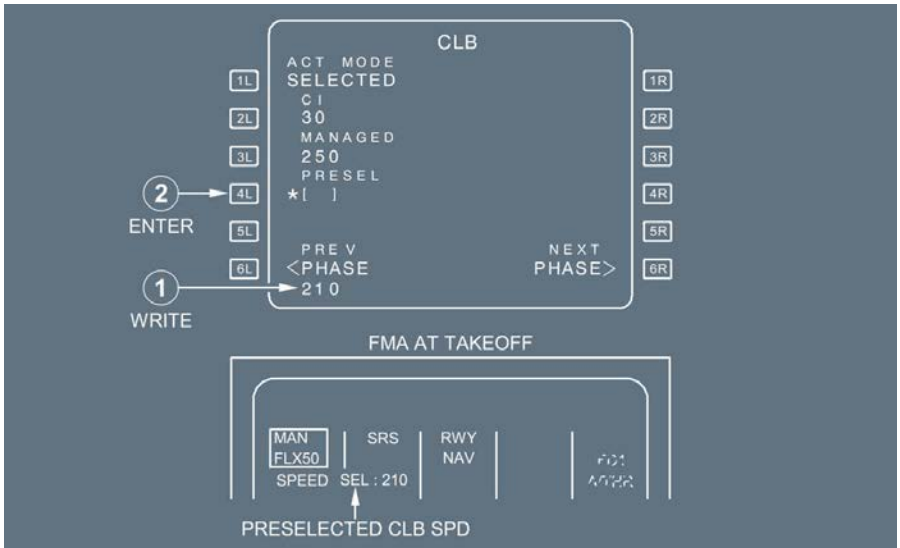 CLB
ACT MODE
1L SELECTED 1R
CI
2L 30 2R
MANAGED
3L 250 3R
PRESEL
2 4L *[ ] 4R
ENTER 5L 5R
PREV NEXT
6L <PHASE PHASE> 6R
1 210
WRITE
FMA AT TAKEOFF
MAN SRS RWY
FLX50 NAV
SPEED SEL : 210
PRESELECTED CLB SPD